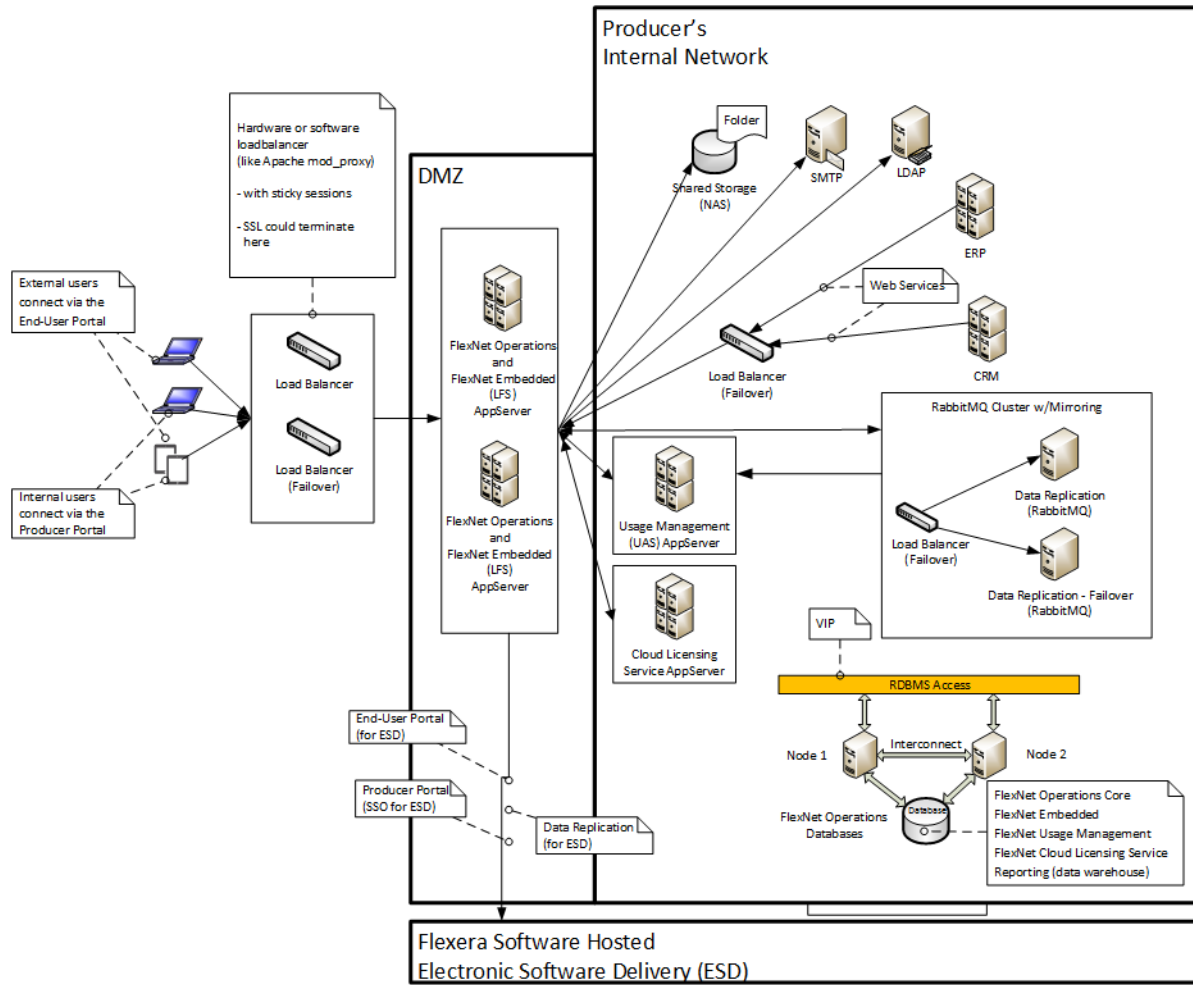 Producer's
Internal Network
Hardware or software
loadbalancer
(like Apache mod_proxy)
- with sticky sessions
- SSL could terminate
here
DMZ
Folder
Shared Storage
(NAS)
SMTP
LDAP
ERP
Web Services
CRM
Load Balancer
(Failover)
External users
connect via the
End-User Portal
Internal users
connect via the
Producer Portal
Load Balancer
Load Balancer
(Failover)
FlexNet Operations
and
FlexNet Embedded
(LFS)
AppServer
FlexNet Operations
and
FlexNet Embedded
(LFS)
AppServer
Usage Management
(UAS) AppServer
Cloud Licensing
Service AppServer
RabbitMQ Cluster w/Mirroring
Data Replication
(RabbitMQ)
Load Balancer
(Failover)
Data Replication - Failover
(RabbitMQ)
VIP
RDBMS Access
Node 1
Interconnect
Node 2
FlexNet Operations
Databases
Database
FlexNet Operations Core
FlexNet Embedded
FlexNet Usage Management
FlexNet Cloud Licensing Service
Reporting (data warehouse)
End-User Portal
(for ESD)
Producer Portal
(SSO for ESD)
Data Replication
(for ESD)
Flexera Software Hosted
Electronic Software Delivery (ESD)